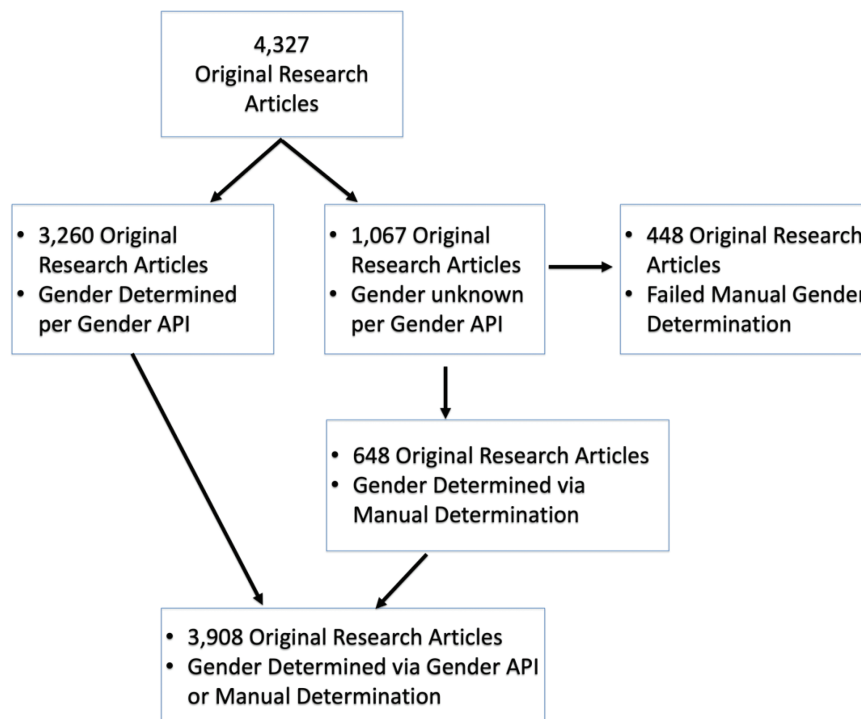 4,327
Original Research
Articles
• 3,260 Original
Research Articles
• Gender Determined
per Gender API
• 1,067 Original
Research Articles
• Gender unknown
per Gender API
• 448 Original Research
Articles
• Failed Manual Gender
Determination
• 648 Original Research Articles
• Gender Determined via
Manual Determination
• 3,908 Original Research Articles
• Gender Determined via Gender API
or Manual Determination